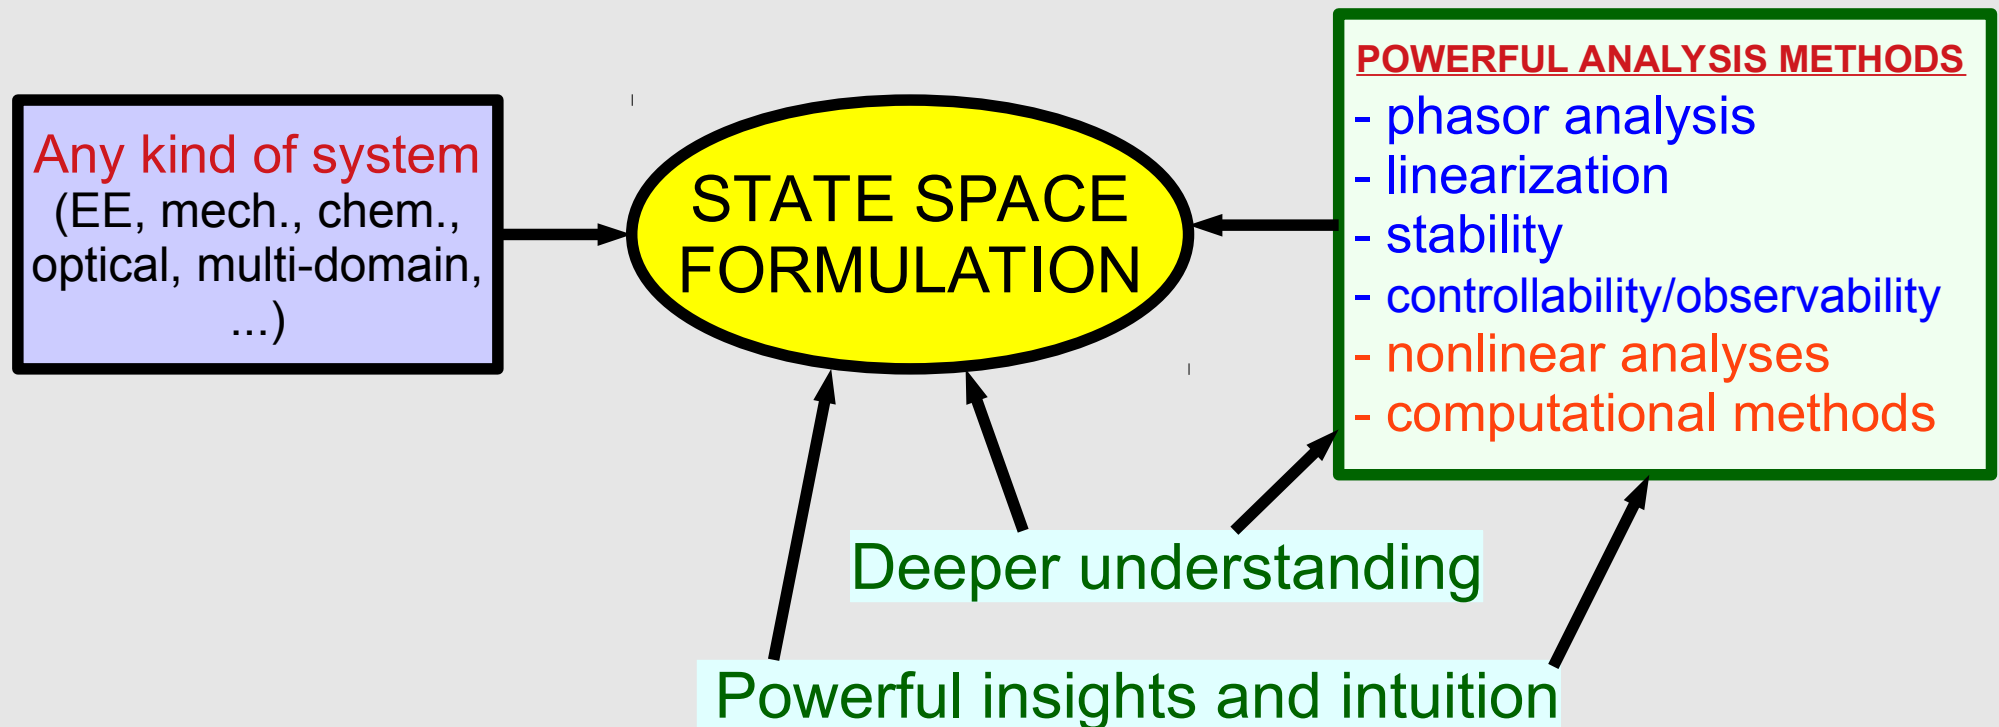 Any kind of system
(EE, mech., chem.,
optical, multi-domain,
...)
STATE SPACE
FORMULATION
POWERFUL ANALYSIS METHODS
- phasor analysis
- linearization
- stability
- controllability/observability
- nonlinear analyses
- computational methods
Deeper understanding
Powerful insights and intuition